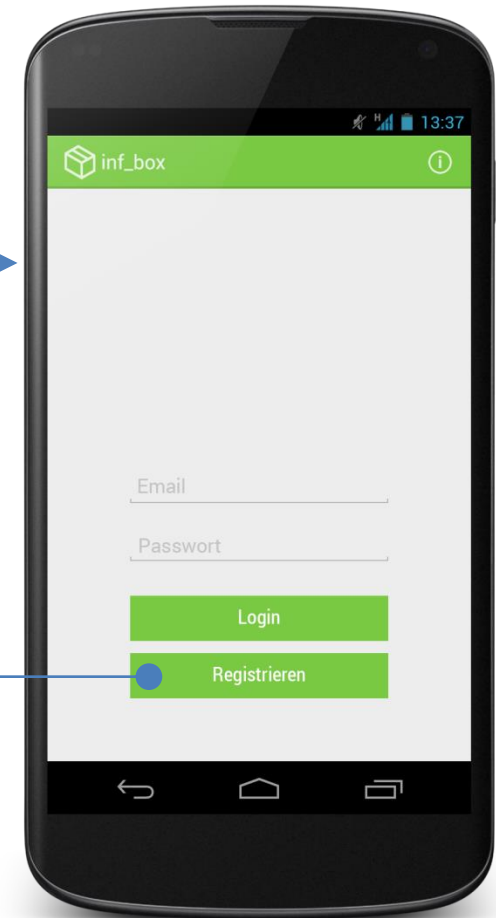 H 13:37
inf_box
Email
Passwort
Login
Registrieren